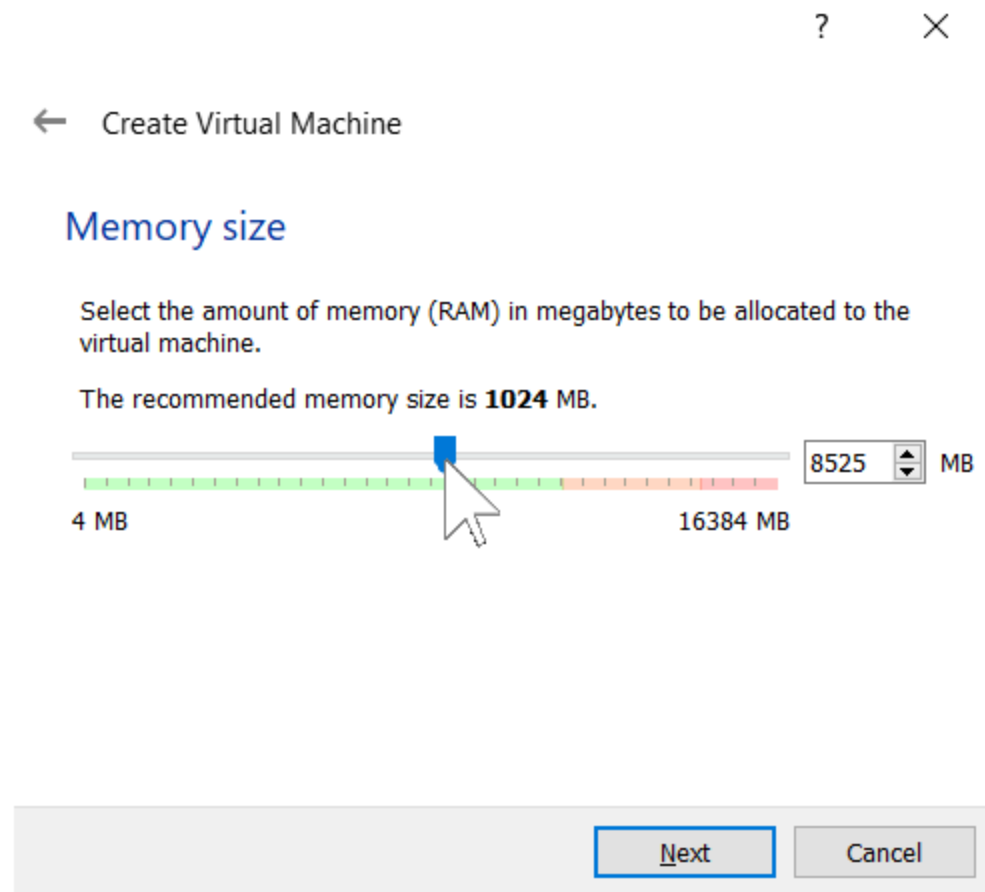 ?
Create Virtual Machine
Memory size
Select the amount of memory (RAM) in megabytes to be allocated to the
virtual machine.
The recommended memory size is 1024 MB.
8525 MB
4 MB 16384 MB
Next Cancel